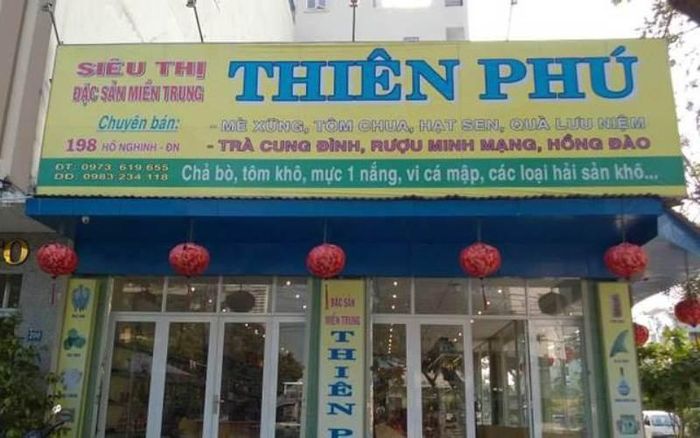 SIÊU THỊ
ĐẶC SẢN MIỀN TRUNG
THIÊN PHÚ
Chuyên bán:
198 HỒ NGHINH - ĐN
- MÈ XỬNG, TÔM CHUA, HẠT SEN, QUÀ LƯU NIỆM
- TRÀ CUNG ĐÌNH, RƯỢU MINH MẠNG, HỒNG ĐÀO
ĐT: 0973 619 655
DĐ: 0983 234 118
Chả bò, tôm khô, mực 1 nắng, vi cá mập, các loại hải sản khô...
ĐẶC SẢN
MIỀN TRUNG
THIÊN P